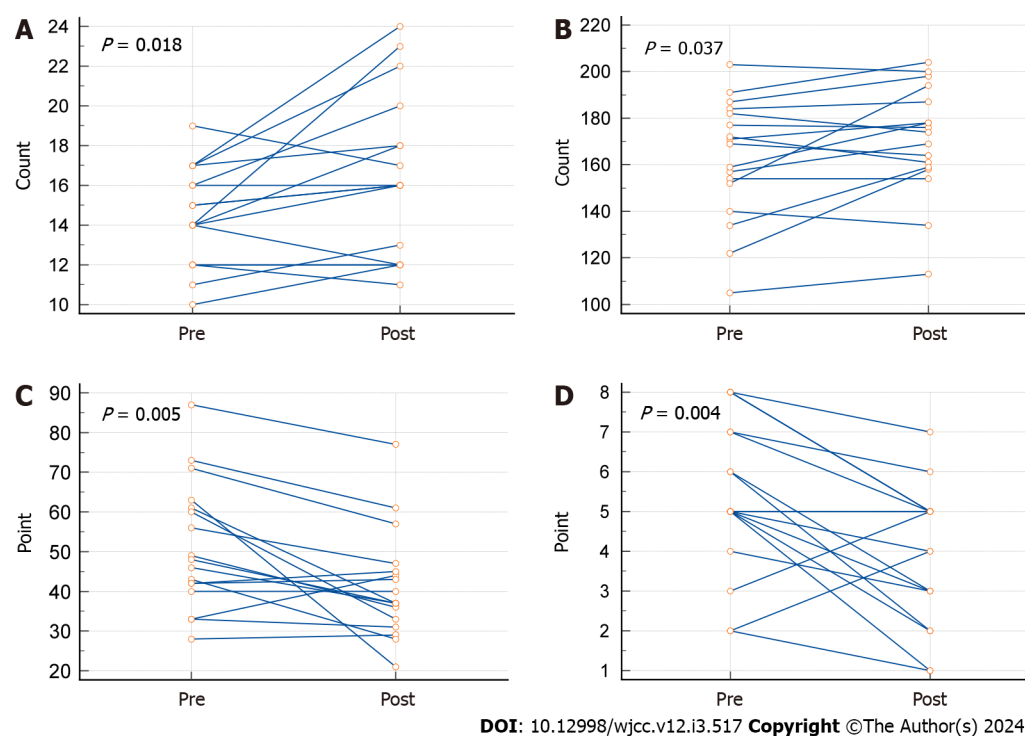 A
P = 0.018
Count
24
22
20
18
16
14
12
10
Pre Post
B
P = 0.037
Count
220
200
180
160
140
120
100
Pre Post
C
P = 0.005
Point
90
80
70
60
50
40
30
20
Pre Post
D
P = 0.004
Point
8
7
6
5
4
3
2
1
Pre Post
DOI: 10.12998/wjcc.v12.i3.517 Copyright ©The Author(s) 2024